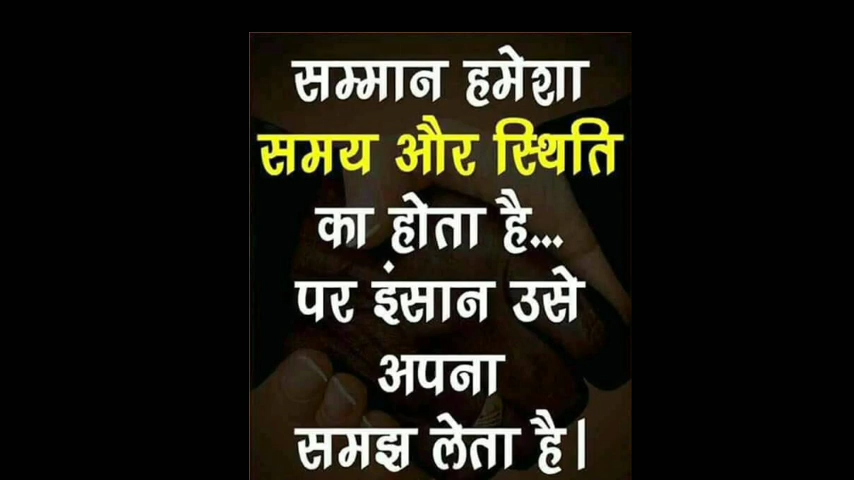 सम्मान हमेशा
समय और स्थिति
का होता है...
पर इंसान उसे
अपना
समझ लेता है।